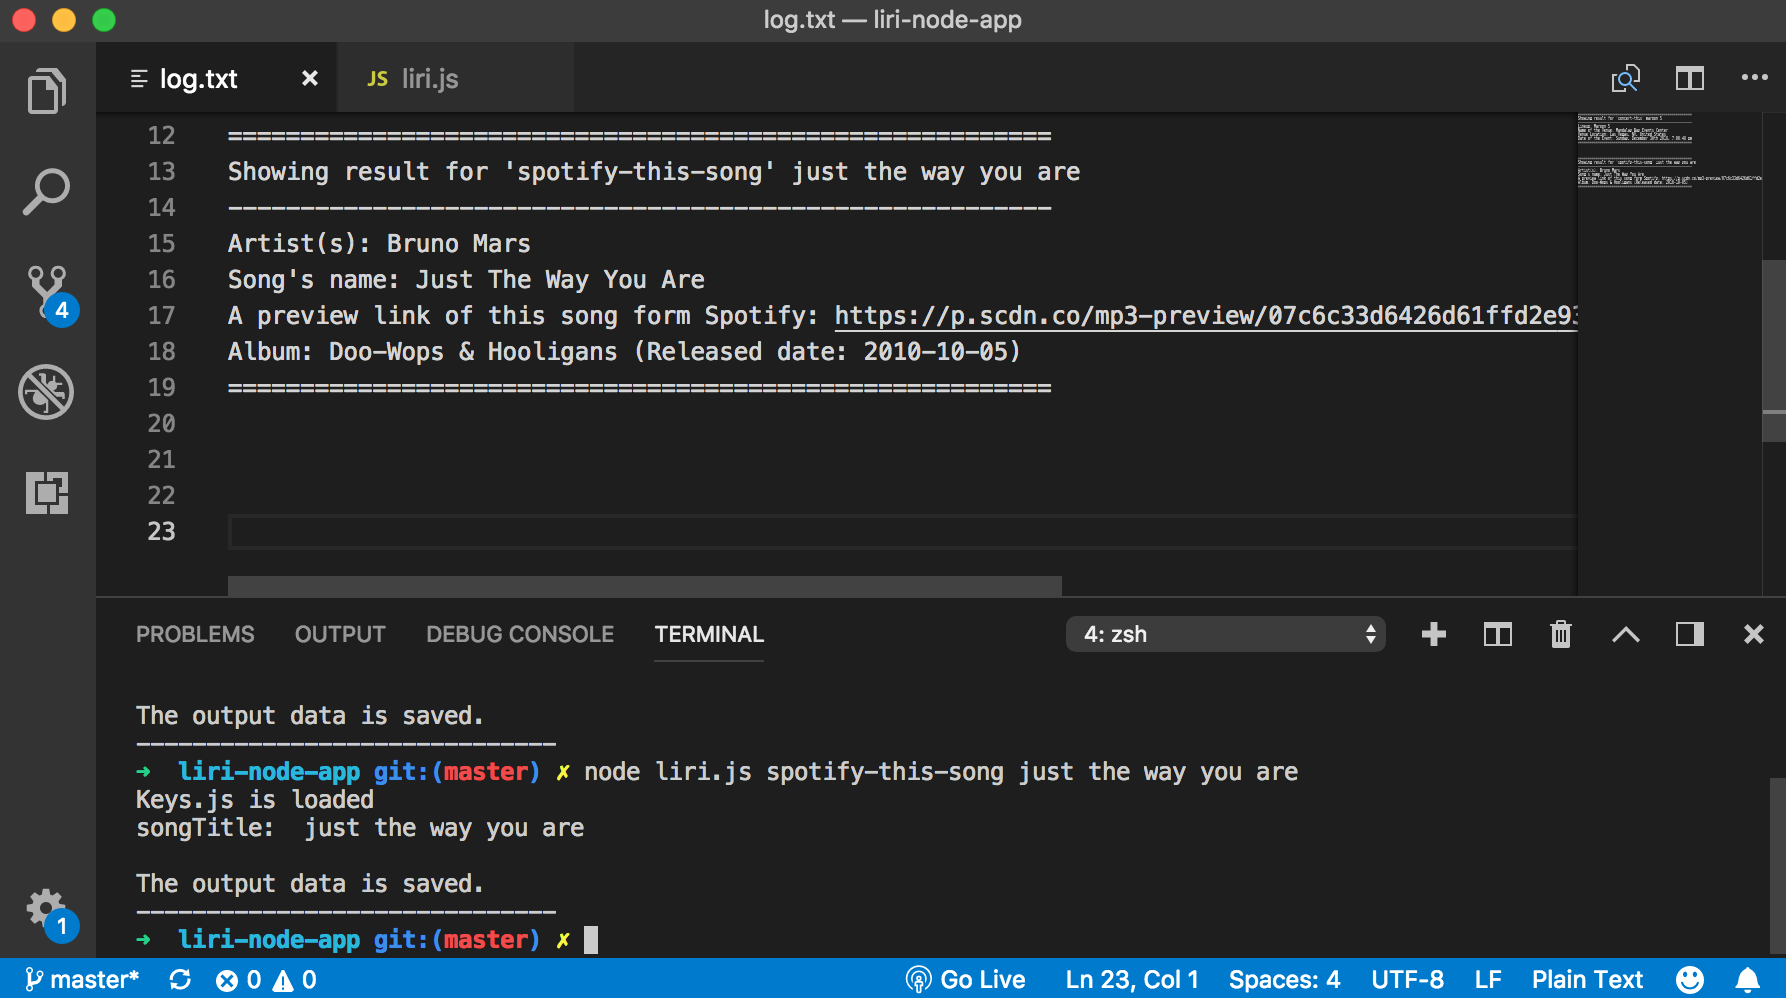 log.txt — liri-node-app
log.txt
JS liri.js
12 =========================================================
13 Showing result for 'spotify-this-song' just the way you are
14 ---------------------------------------------------------
15 Artist(s): Bruno Mars
16 Song's name: Just The Way You Are
17 A preview link of this song form Spotify: https://p.scdn.co/mp3-preview/07c6c33d6426d61ffd2e93
18 Album: Doo-Wops & Hooligans (Released date: 2010-10-05)
19 =========================================================
20
21
22
23
4
1
PROBLEMS OUTPUT DEBUG CONSOLE TERMINAL 4: zsh
The output data is saved.
------------------------------
➜ liri-node-app git:(master) ✗ node liri.js spotify-this-song just the way you are
Keys.js is loaded
songTitle:  just the way you are
The output data is saved.
------------------------------
➜ liri-node-app git:(master) ✗
master* 0 0 Go Live Ln 23, Col 1 Spaces: 4 UTF-8 LF Plain Text